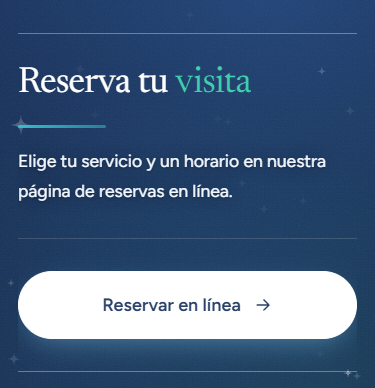 Reserva tu visita
Elige tu servicio y un horario en nuestra
página de reservas en línea.
Reservar en línea →